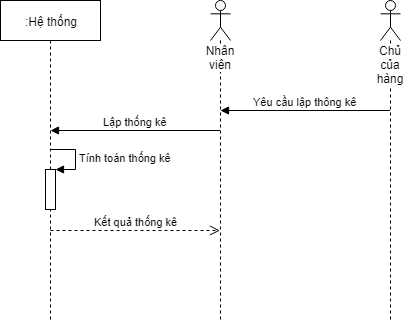 :Hệ thống
Nhân
viên
Chủ
của
hàng
Yêu cầu lập thông kê
Lập thống kê
Tính toán thống kê
Kết quả thống kê